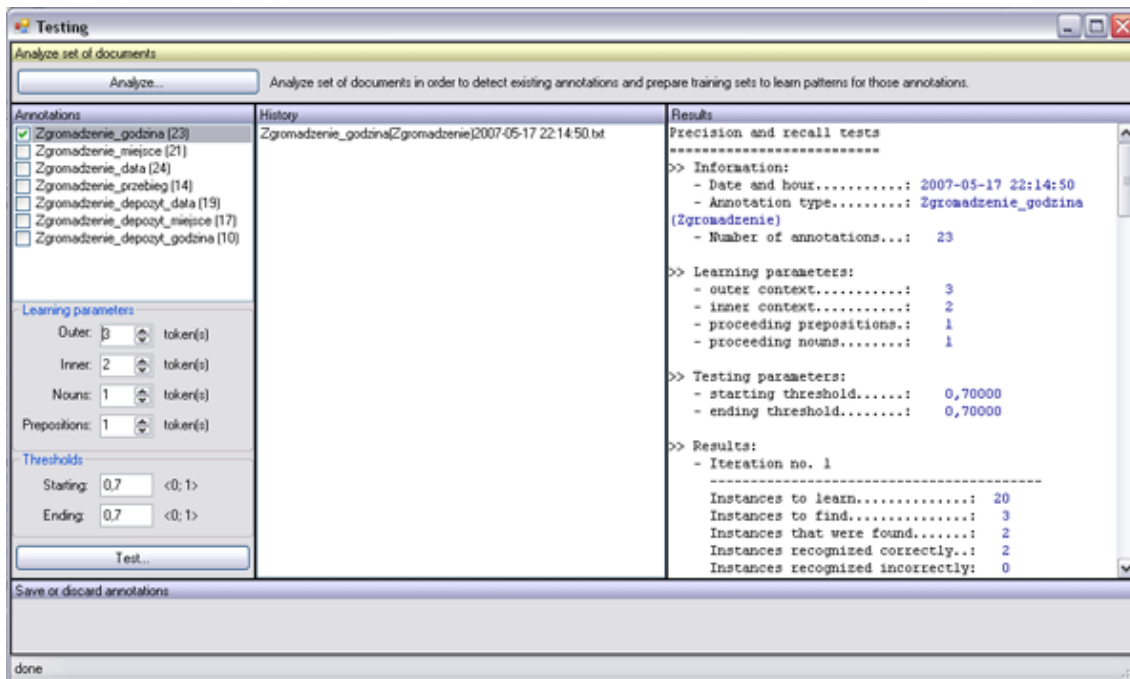 Testing
Analyze set of documents
Analyze...
Analyze set of documents in order to detect existing annotations and prepare training sets to learn patterns for those annotations.
Annotations
Zgromadzenie_godzina (23)
Zgromadzenie_miejsce (21)
Zgromadzenie_data (24)
Zgromadzenie_przebieg (14)
Zgromadzenie_depozyt_data (19)
Zgromadzenie_depozyt_miejsce (17)
Zgromadzenie_depozyt_godzina (10)
Learning parameters
Outer: 3 token(s)
Inner: 2 token(s)
Nouns: 1 token(s)
Prepositions: 1 token(s)
Thresholds
Starting: 0,7 <0; 1>
Ending: 0,7 <0; 1>
Test...
History
Zgromadzenie_godzina(Zgromadzenie)2007-05-17 22:14:50.txt
Results
Precision and recall tests
==========================
>> Information:
- Date and hour...........: 2007-05-17 22:14:50
- Annotation type.........: Zgromadzenie_godzina
(Zgromadzenie)
- Number of annotations...: 23
>> Learning parameters:
- outer context...........: 3
- inner context...........: 2
- proceeding prepositions.: 1
- proceeding nouns........: 1
>> Testing parameters:
- starting threshold......: 0,70000
- ending threshold........: 0,70000
>> Results:
- Iteration no. 1
-----------------------------------------
Instances to learn..............: 20
Instances to find...............: 3
Instances that were found.......: 2
Instances recognized correctly..: 2
Instances recognized incorrectly: 0
Save or discard annotations
done